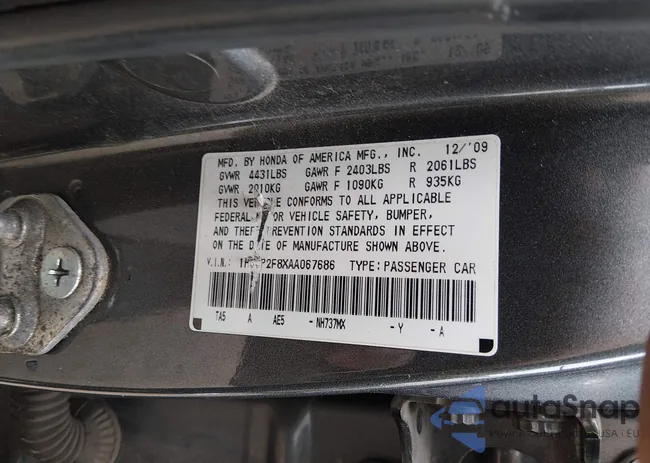 MFD. BY HONDA OF AMERICA MFG., INC. 12/'09
GVWR 4431LBS GAWR F 2403LBS R 2061LBS
GVWR 2010KG GAWR F 1090KG R 935KG
THIS VEHICLE CONFORMS TO ALL APPLICABLE
FEDERAL MOTOR VEHICLE SAFETY, BUMPER,
AND THEFT PREVENTION STANDARDS IN EFFECT
ON THE DATE OF MANUFACTURE SHOWN ABOVE.
V.I.N.: TYPE: PASSENGER CAR
TA5 A AE5 -NH737MX -Y -A
autoSnap